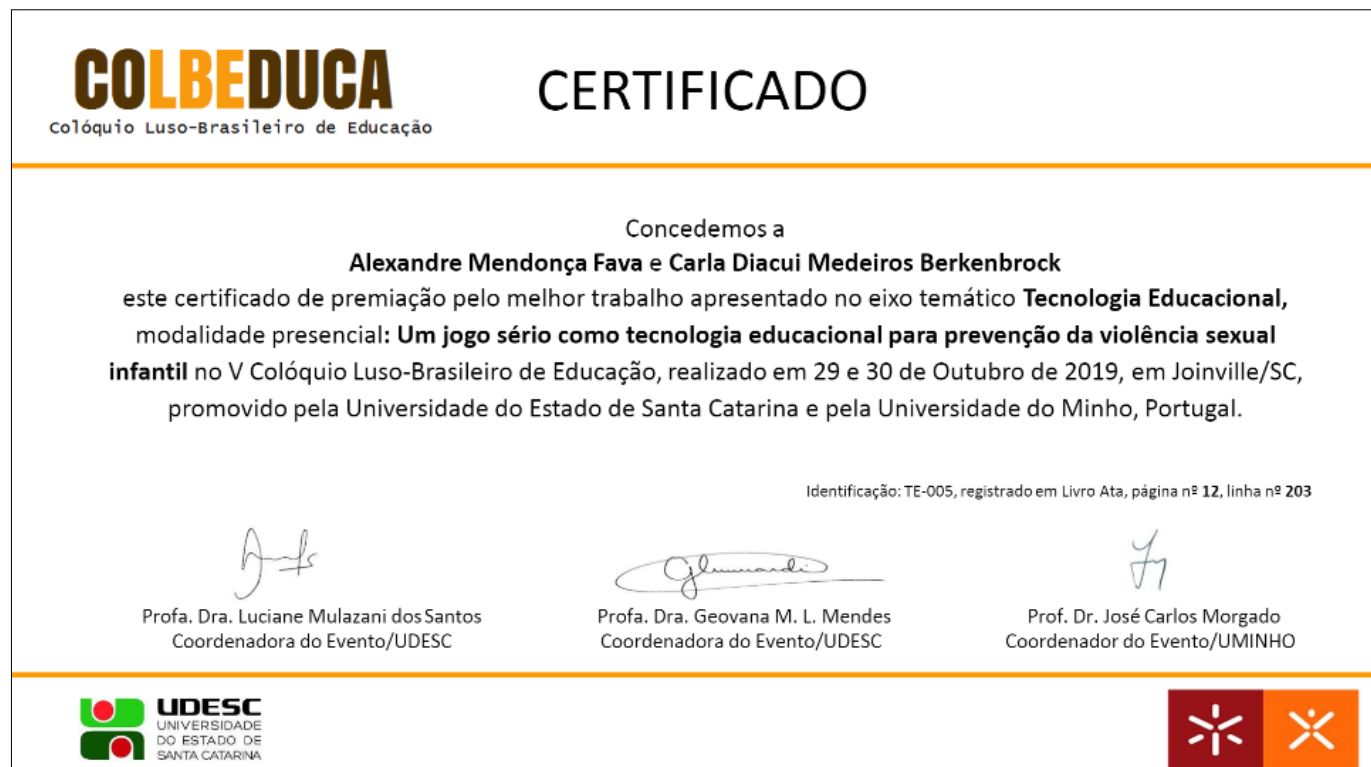 COLBEDUCA
Colóquio Luso-Brasileiro de Educação
CERTIFICADO
Concedemos a
Alexandre Mendonça Fava e Carla Diacui Medeiros Berkenbrock
este certificado de premiação pelo melhor trabalho apresentado no eixo temático Tecnologia Educacional,
modalidade presencial: Um jogo sério como tecnologia educacional para prevenção da violência sexual
infantil no V Colóquio Luso-Brasileiro de Educação, realizado em 29 e 30 de Outubro de 2019, em Joinville/SC,
promovido pela Universidade do Estado de Santa Catarina e pela Universidade do Minho, Portugal.
Identificação: TE-005, registrado em Livro Ata, página nº 12, linha nº 203
Profa. Dra. Luciane Mulazani dos Santos
Coordenadora do Evento/UDESC
Profa. Dra. Geovana M. L. Mendes
Coordenadora do Evento/UDESC
Prof. Dr. José Carlos Morgado
Coordenador do Evento/UMINHO
UDESC
UNIVERSIDADE
DO ESTADO DE
SANTA CATARINA